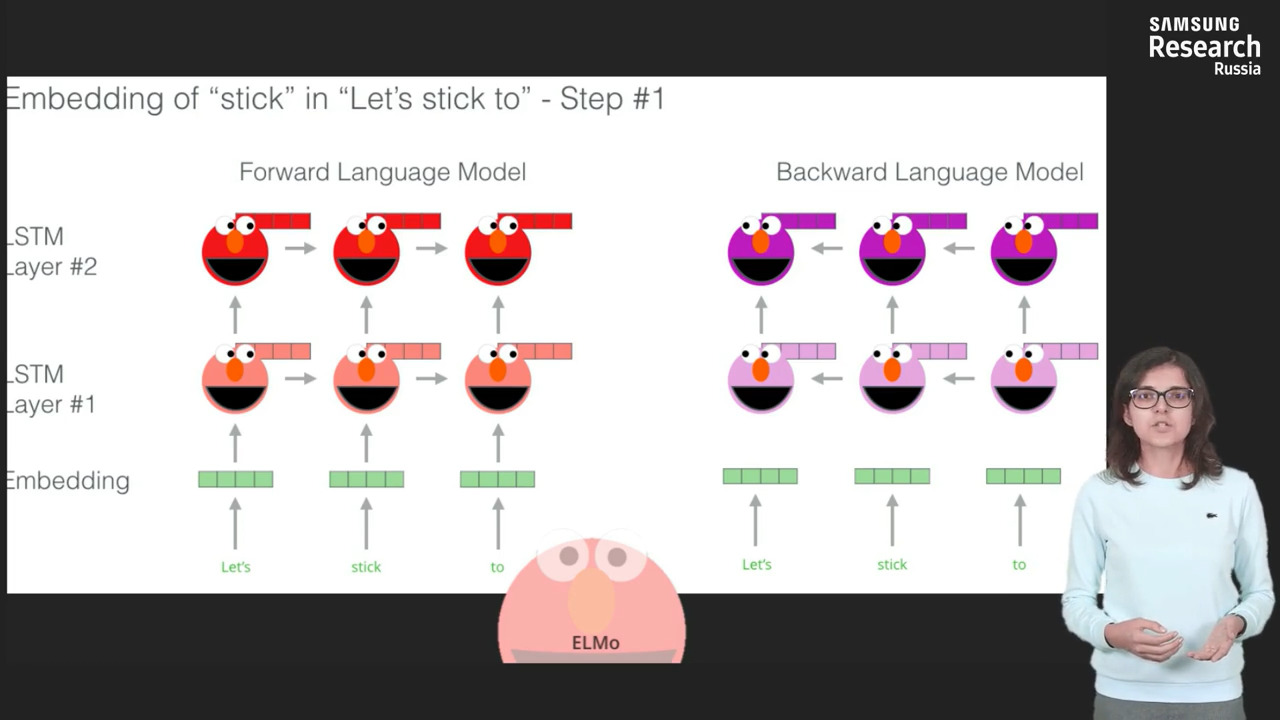 SAMSUNG
Research
Russia
Embedding of “stick” in “Let’s stick to” - Step #1
Forward Language Model
Backward Language Model
LSTM
Layer #2
LSTM
Layer #1
Embedding
Let’s
stick
to
Let’s
stick
to
ELMo